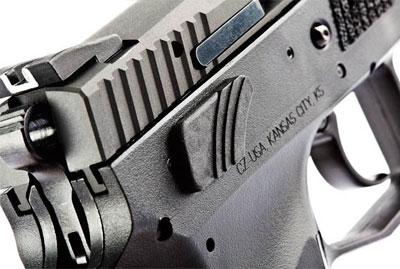 CZ-USA, KANSAS CITY, KS